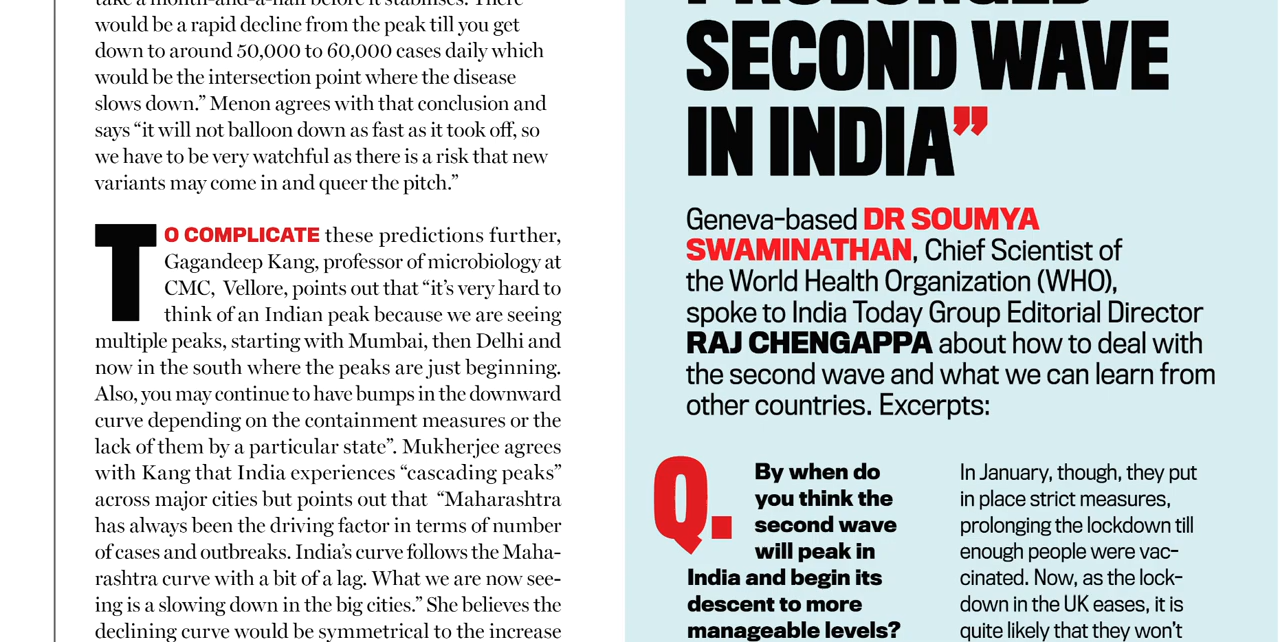 take a month-and-a-half before it stabilises. There
would be a rapid decline from the peak till you get
down to around 50,000 to 60,000 cases daily which
would be the intersection point where the disease
slows down.” Menon agrees with that conclusion and
says “it will not balloon down as fast as it took off, so
we have to be very watchful as there is a risk that new
variants may come in and queer the pitch.”
TO COMPLICATE these predictions further,
Gagandeep Kang, professor of microbiology at
CMC, Vellore, points out that “it’s very hard to
think of an Indian peak because we are seeing
multiple peaks, starting with Mumbai, then Delhi and
now in the south where the peaks are just beginning.
Also, you may continue to have bumps in the downward
curve depending on the containment measures or the
lack of them by a particular state”. Mukherjee agrees
with Kang that India experiences “cascading peaks”
across major cities but points out that “Maharashtra
has always been the driving factor in terms of number
of cases and outbreaks. India’s curve follows the Maha-
rashtra curve with a bit of a lag. What we are now see-
ing is a slowing down in the big cities.” She believes the
declining curve would be symmetrical to the increase
PROLONGED
SECOND WAVE
IN INDIA”
Geneva-based DR SOUMYA
SWAMINATHAN, Chief Scientist of
the World Health Organization (WHO),
spoke to India Today Group Editorial Director
RAJ CHENGAPPA about how to deal with
the second wave and what we can learn from
other countries. Excerpts:
Q. By when do
you think the
second wave
will peak in
India and begin its
descent to more
manageable levels?
In January, though, they put
in place strict measures,
prolonging the lockdown till
enough people were vac-
cinated. Now, as the lock-
down in the UK eases, it is
quite likely that they won’t